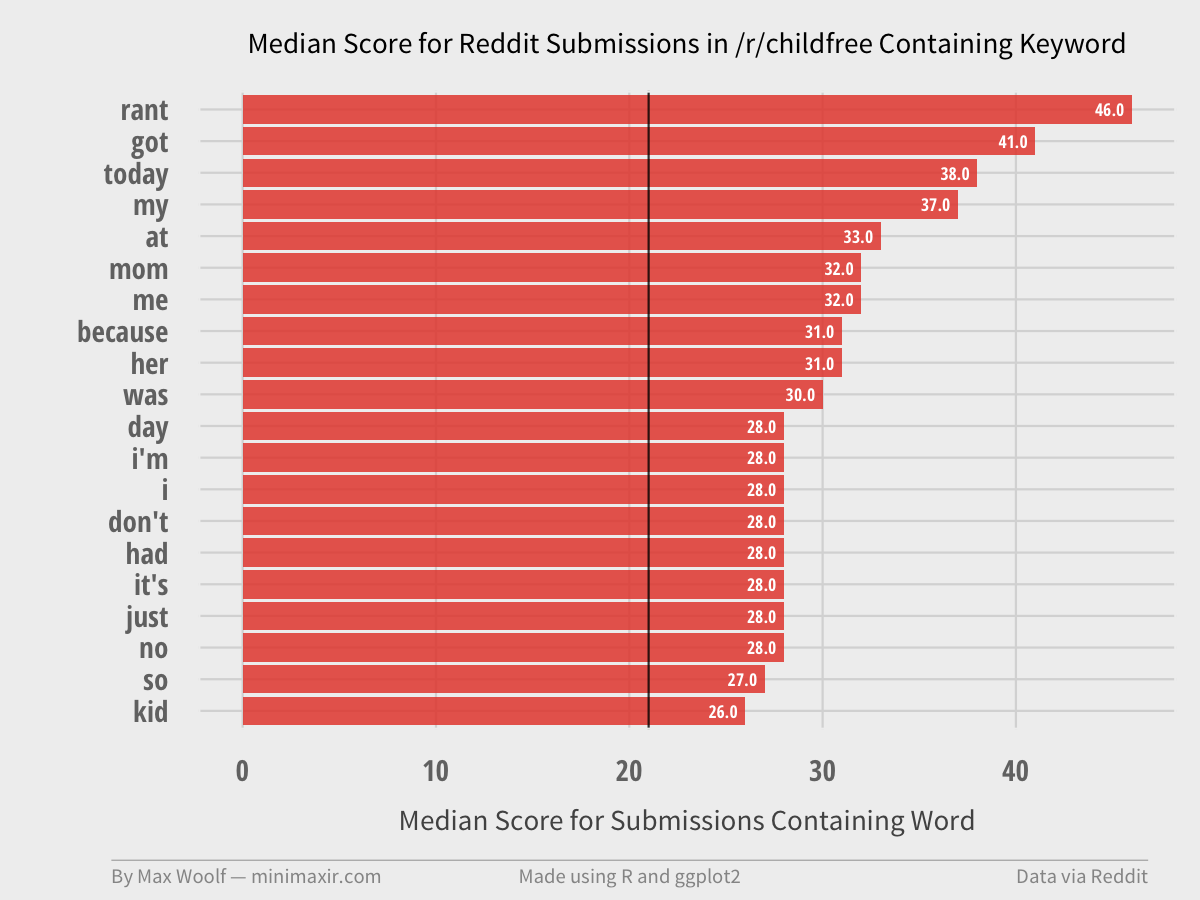 Median Score for Reddit Submissions in /r/childfree Containing Keyword
rant 46.0
got 41.0
today 38.0
my 37.0
at 33.0
mom 32.0
me 32.0
because 31.0
her 31.0
was 30.0
day 28.0
i'm 28.0
i 28.0
don't 28.0
had 28.0
it's 28.0
just 28.0
no 28.0
so 27.0
kid 26.0
0 10 20 30 40
Median Score for Submissions Containing Word
By Max Woolf — minimaxir.com Made using R and ggplot2 Data via Reddit